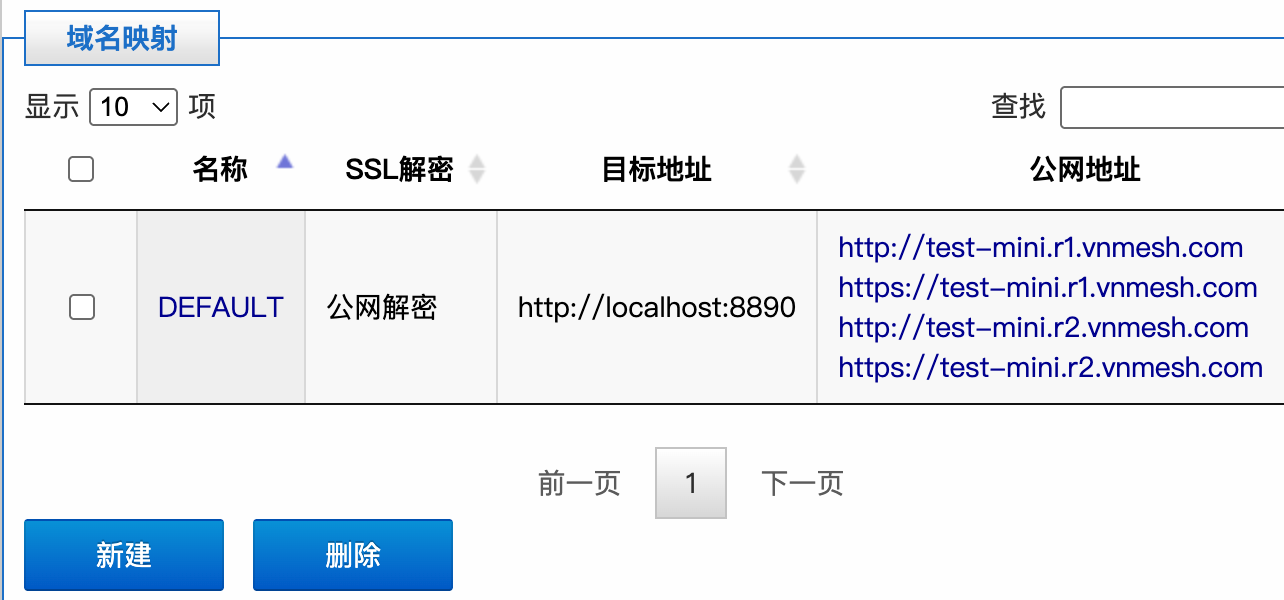 域名映射
显示 10 项 查找
名称 SSL解密 目标地址 公网地址
DEFAULT 公网解密 http://localhost:8890
http://test-mini.r1.vnmesh.com
https://test-mini.r1.vnmesh.com
http://test-mini.r2.vnmesh.com
https://test-mini.r2.vnmesh.com
前一页 1 下一页
新建 删除